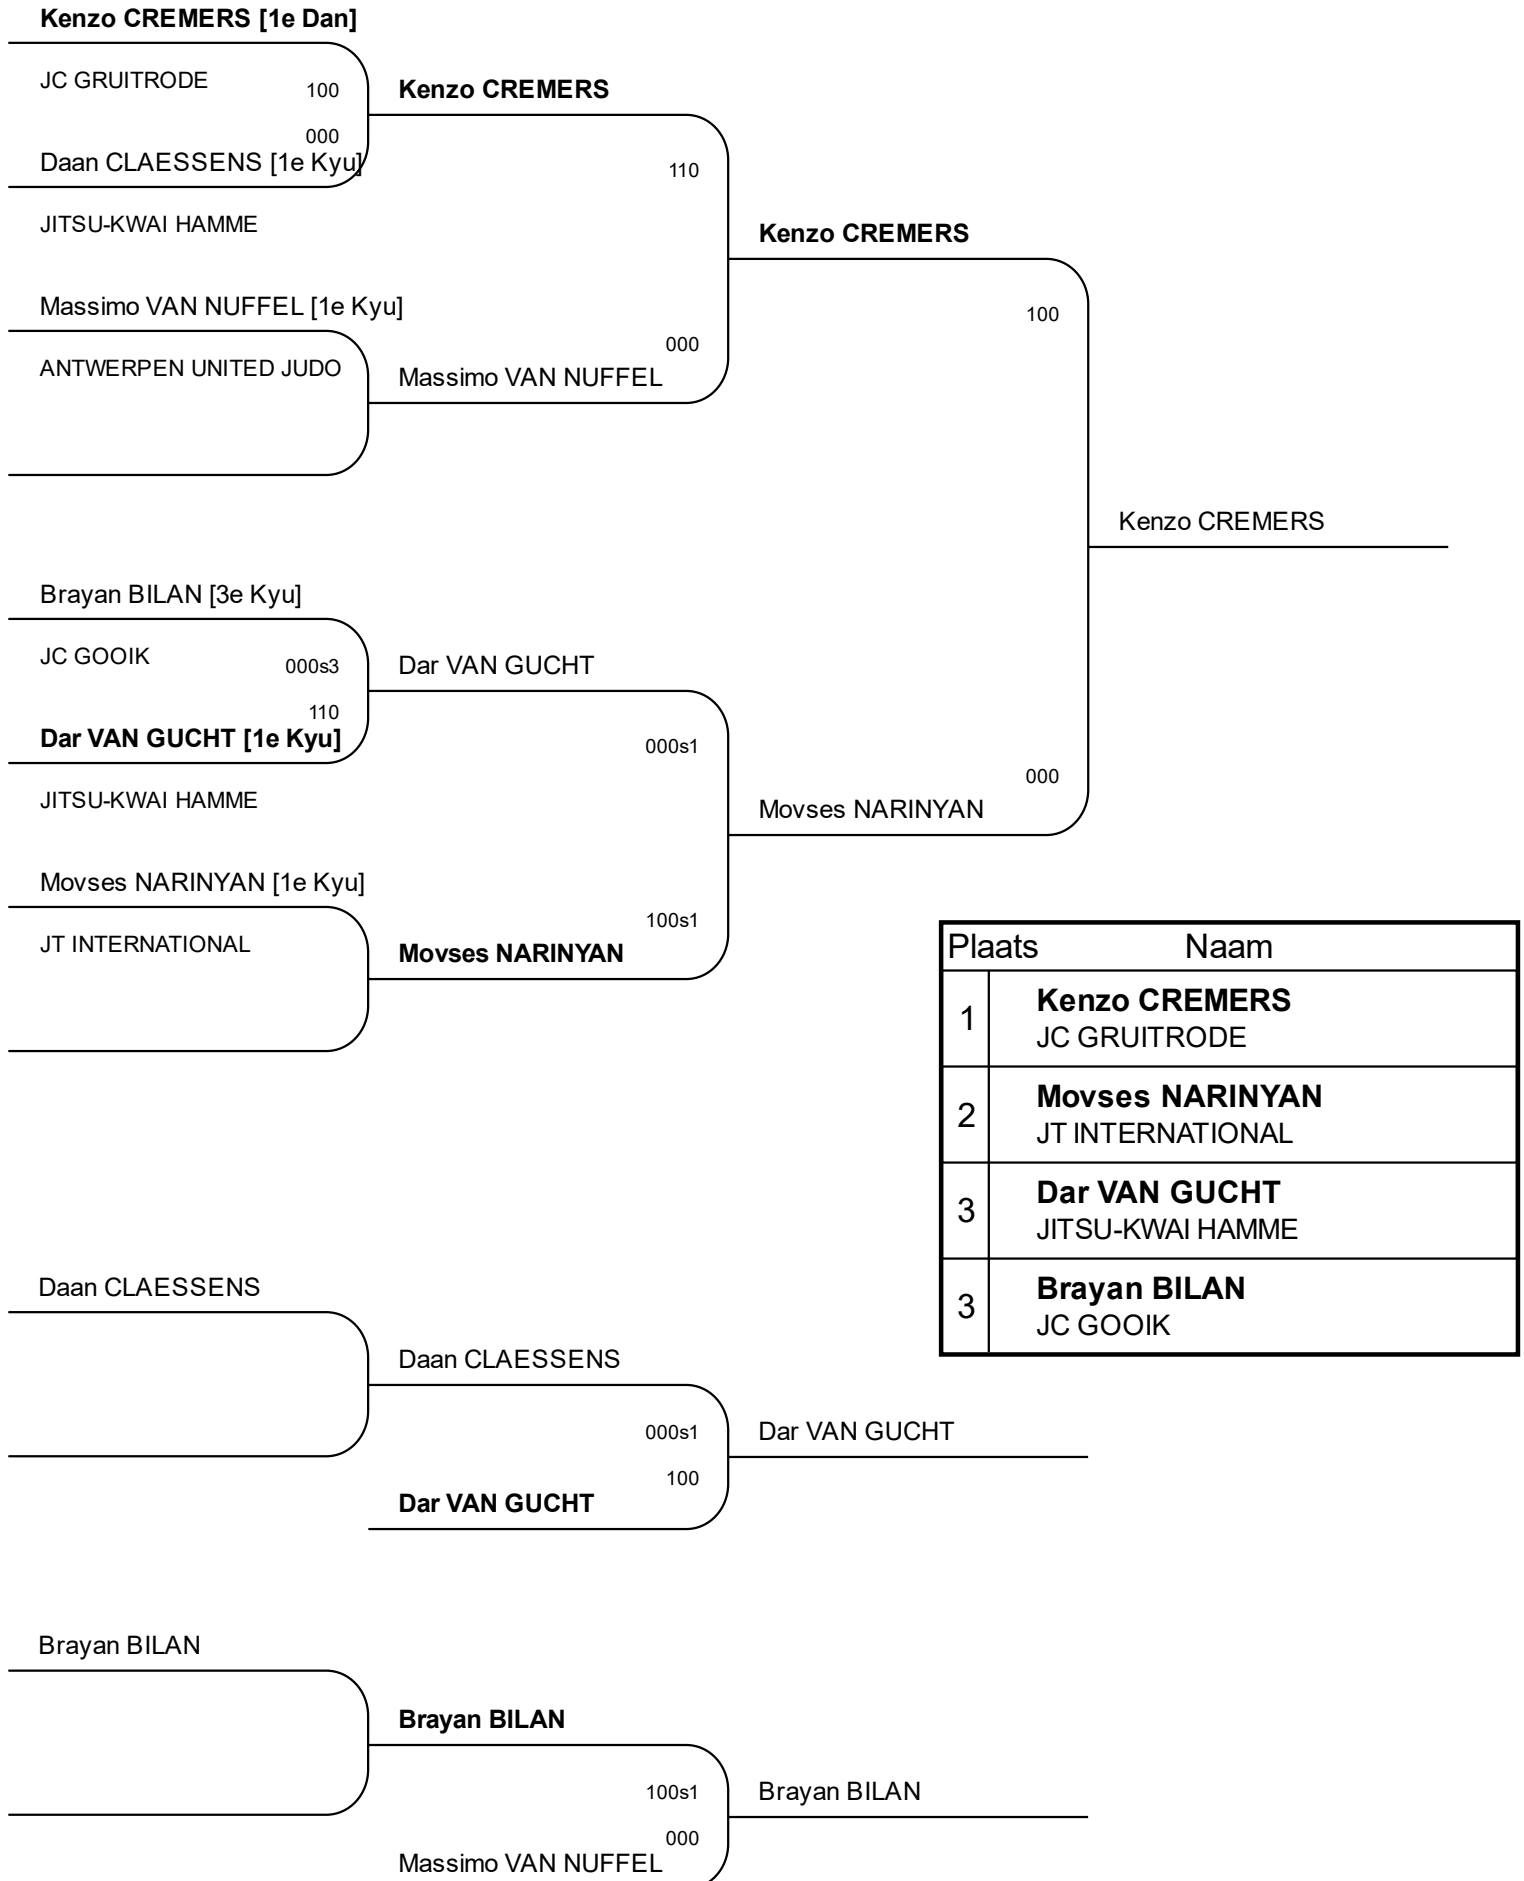 Kenzo CREMERS [1e Dan]
JC GRUITRODE
100
000
Daan CLAESSENS [1e Kyu]
JITSU-KWAI HAMME
Kenzo CREMERS
110
Massimo VAN NUFFEL [1e Kyu]
ANTWERPEN UNITED JUDO
000
Massimo VAN NUFFEL
Kenzo CREMERS
100
Kenzo CREMERS
Brayan BILAN [3e Kyu]
JC GOOIK
000s3
110
Dar VAN GUCHT [1e Kyu]
JITSU-KWAI HAMME
Dar VAN GUCHT
000s1
Movses NARINYAN [1e Kyu]
JT INTERNATIONAL
100s1
Movses NARINYAN
000
Movses NARINYAN
Plaats Naam
1 Kenzo CREMERS
JC GRUITRODE
2 Movses NARINYAN
JT INTERNATIONAL
3 Dar VAN GUCHT
JITSU-KWAI HAMME
3 Brayan BILAN
JC GOOIK
Daan CLAESSENS
Daan CLAESSENS
000s1
100
Dar VAN GUCHT
Dar VAN GUCHT
Brayan BILAN
Brayan BILAN
100s1
000
Massimo VAN NUFFEL
Brayan BILAN